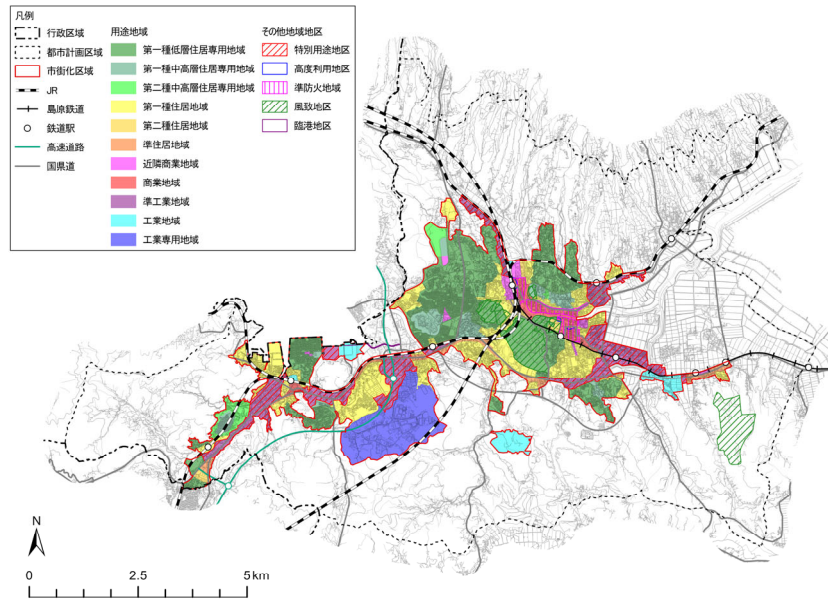 凡例
行政区域
都市計画区域
市街化区域
JR
島原鉄道
鉄道駅
高速道路
国県道
用途地域
第一種低層住居専用地域
第一種中高層住居専用地域
第二種中高層住居専用地域
第一種住居地域
第二種住居地域
準住居地域
近隣商業地域
商業地域
準工業地域
工業地域
工業専用地域
その他地域地区
特別用途地区
高度利用地区
準防火地域
風致地区
臨港地区
N
0 2.5 5km